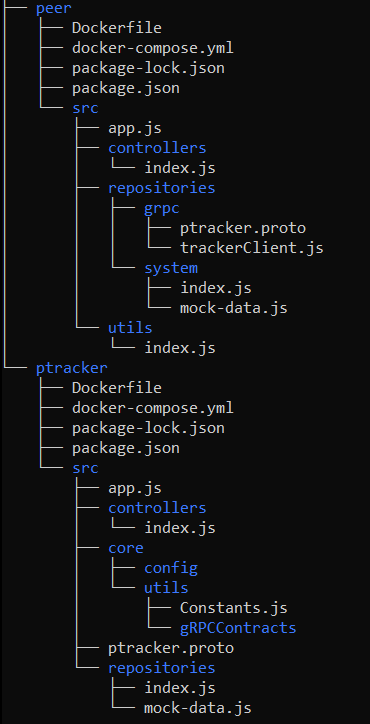 peer
Dockerfile
docker-compose.yml
package-lock.json
package.json
src
app.js
controllers
index.js
repositories
grpc
ptracker.proto
trackerClient.js
system
index.js
mock-data.js
utils
index.js
ptracker
Dockerfile
docker-compose.yml
package-lock.json
package.json
src
app.js
controllers
index.js
core
config
utils
Constants.js
gRPCContracts
ptracker.proto
repositories
index.js
mock-data.js